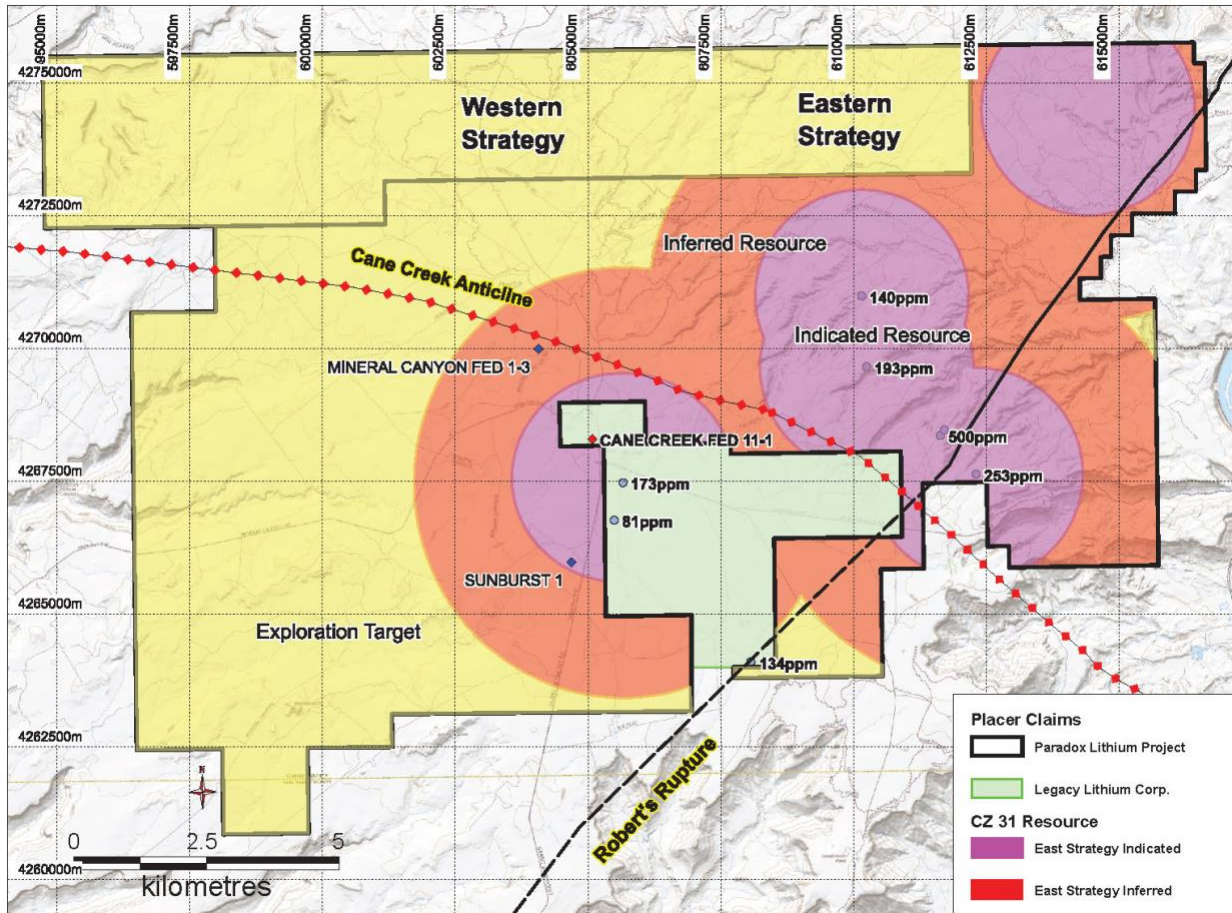 95000m
597500m
600000m
602500m
605000m
607500m
610000m
612500m
615000m
4275000m
Western
Strategy
Eastern
Strategy
4272500m
Inferred Resource
Cane Creek Anticline
140ppm
4270000m
Indicated Resource
MINERAL CANYON FED 1-3
193ppm
CANE CREEK FED 11-1
500ppm
4267500m
173ppm
253ppm
81ppm
SUNBURST 1
4265000m
Exploration Target
134ppm
4262500m
Robert's Rupture
N
0
2.5
5
kilometres
4260000m
Placer Claims
Paradox Lithium Project
Legacy Lithium Corp.
CZ 31 Resource
East Strategy Indicated
East Strategy Inferred